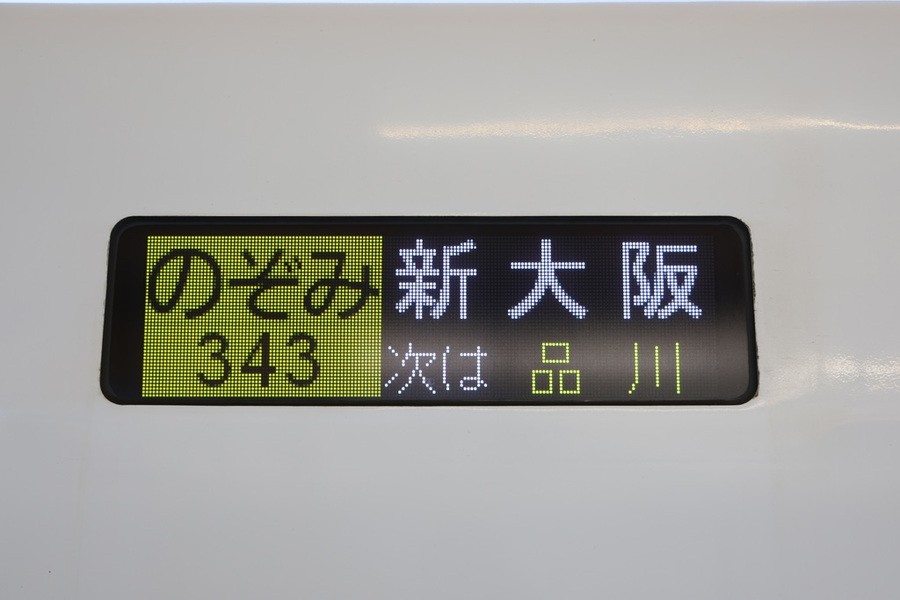 のぞみ 新大阪
343 次は 品川